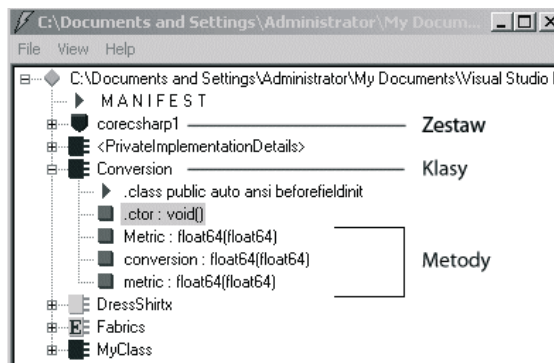 C:\Documents and Settings\Administrator\My Docum...
File View Help
C:\Documents and Settings\Administrator\My Documents\Visual Studio
MANIFEST
corecsharp1 Zestaw
<PrivateImplementationDetails>
Conversion Klasy
.class public auto ansi beforefieldinit
.ctor : void()
Metric : float64(float64)
conversion : float64(float64) Metody
metric : float64(float64)
DressShirtx
E Fabrics
MyClass